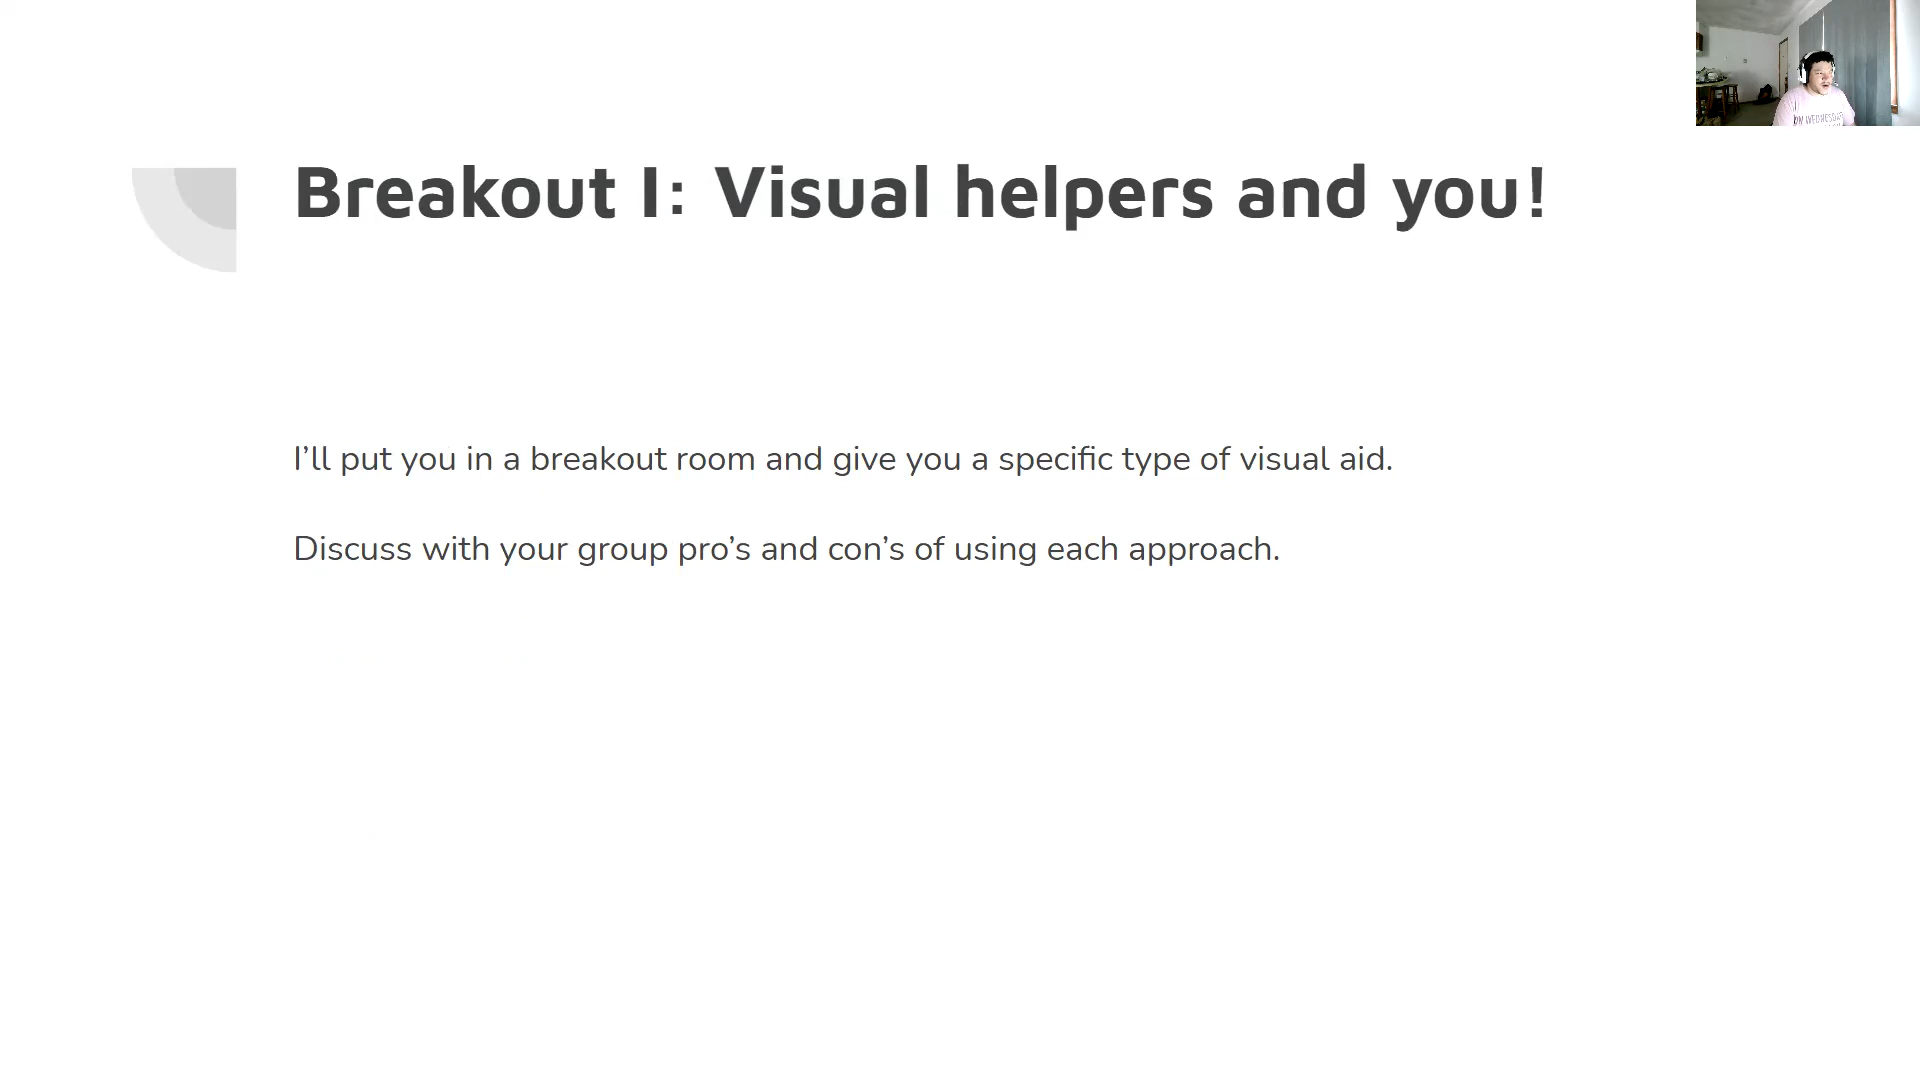 Breakout I: Visual helpers and you!
I’ll put you in a breakout room and give you a specific type of visual aid.
Discuss with your group pro’s and con’s of using each approach.
WEDNESDAY